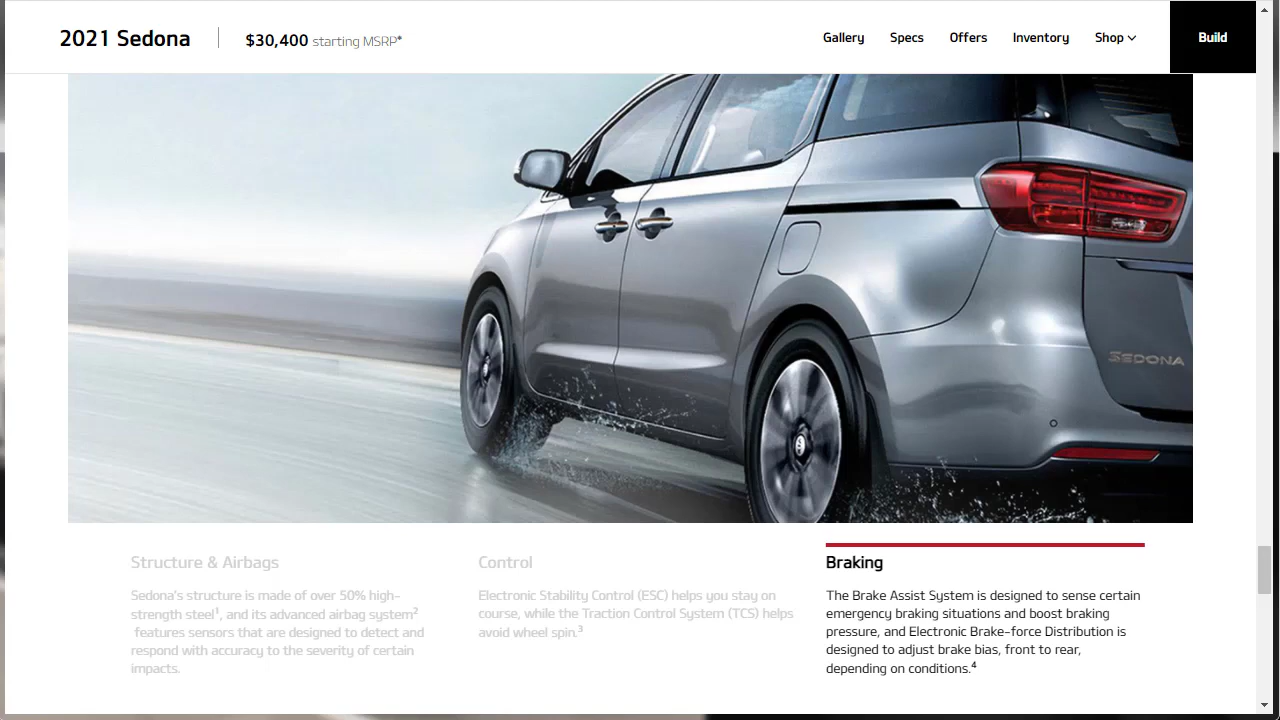 2021 Sedona
$30,400 starting MSRP*
Gallery
Specs
Offers
Inventory
Shop
Build
SEDONA
Structure & Airbags
Sedona's structure is made of over 50% high-
strength steel¹, and its advanced airbag system²
features sensors that are designed to detect and
respond with accuracy to the severity of certain
impacts.
Control
Electronic Stability Control (ESC) helps you stay on
course, while the Traction Control System (TCS) helps
avoid wheel spin.³
Braking
The Brake Assist System is designed to sense certain
emergency braking situations and boost braking
pressure, and Electronic Brake-force Distribution is
designed to adjust brake bias, front to rear,
depending on conditions.⁴